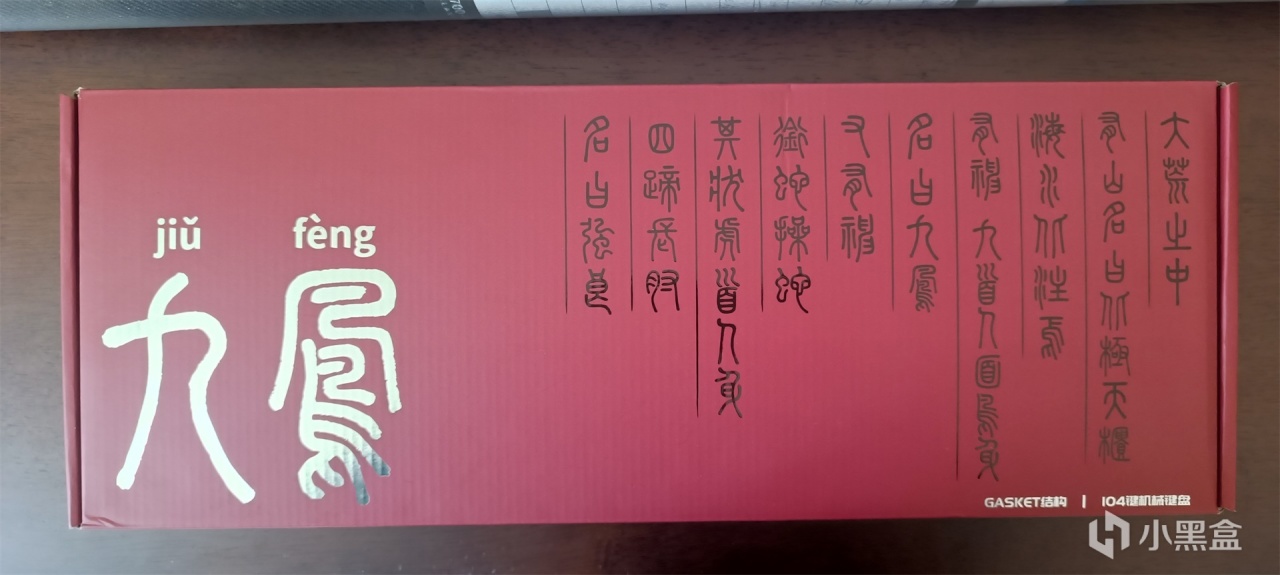 jiǔ fèng
九鳳
大荒之中
有山名曰北極天櫃
海水北注焉
有神九首人面鳥身
名曰九鳳
又有神
銜蛇操蛇
其狀虎首人身
四蹄長肘
名曰強良
GASKET结构 | 104键机械键盘
小黑盒